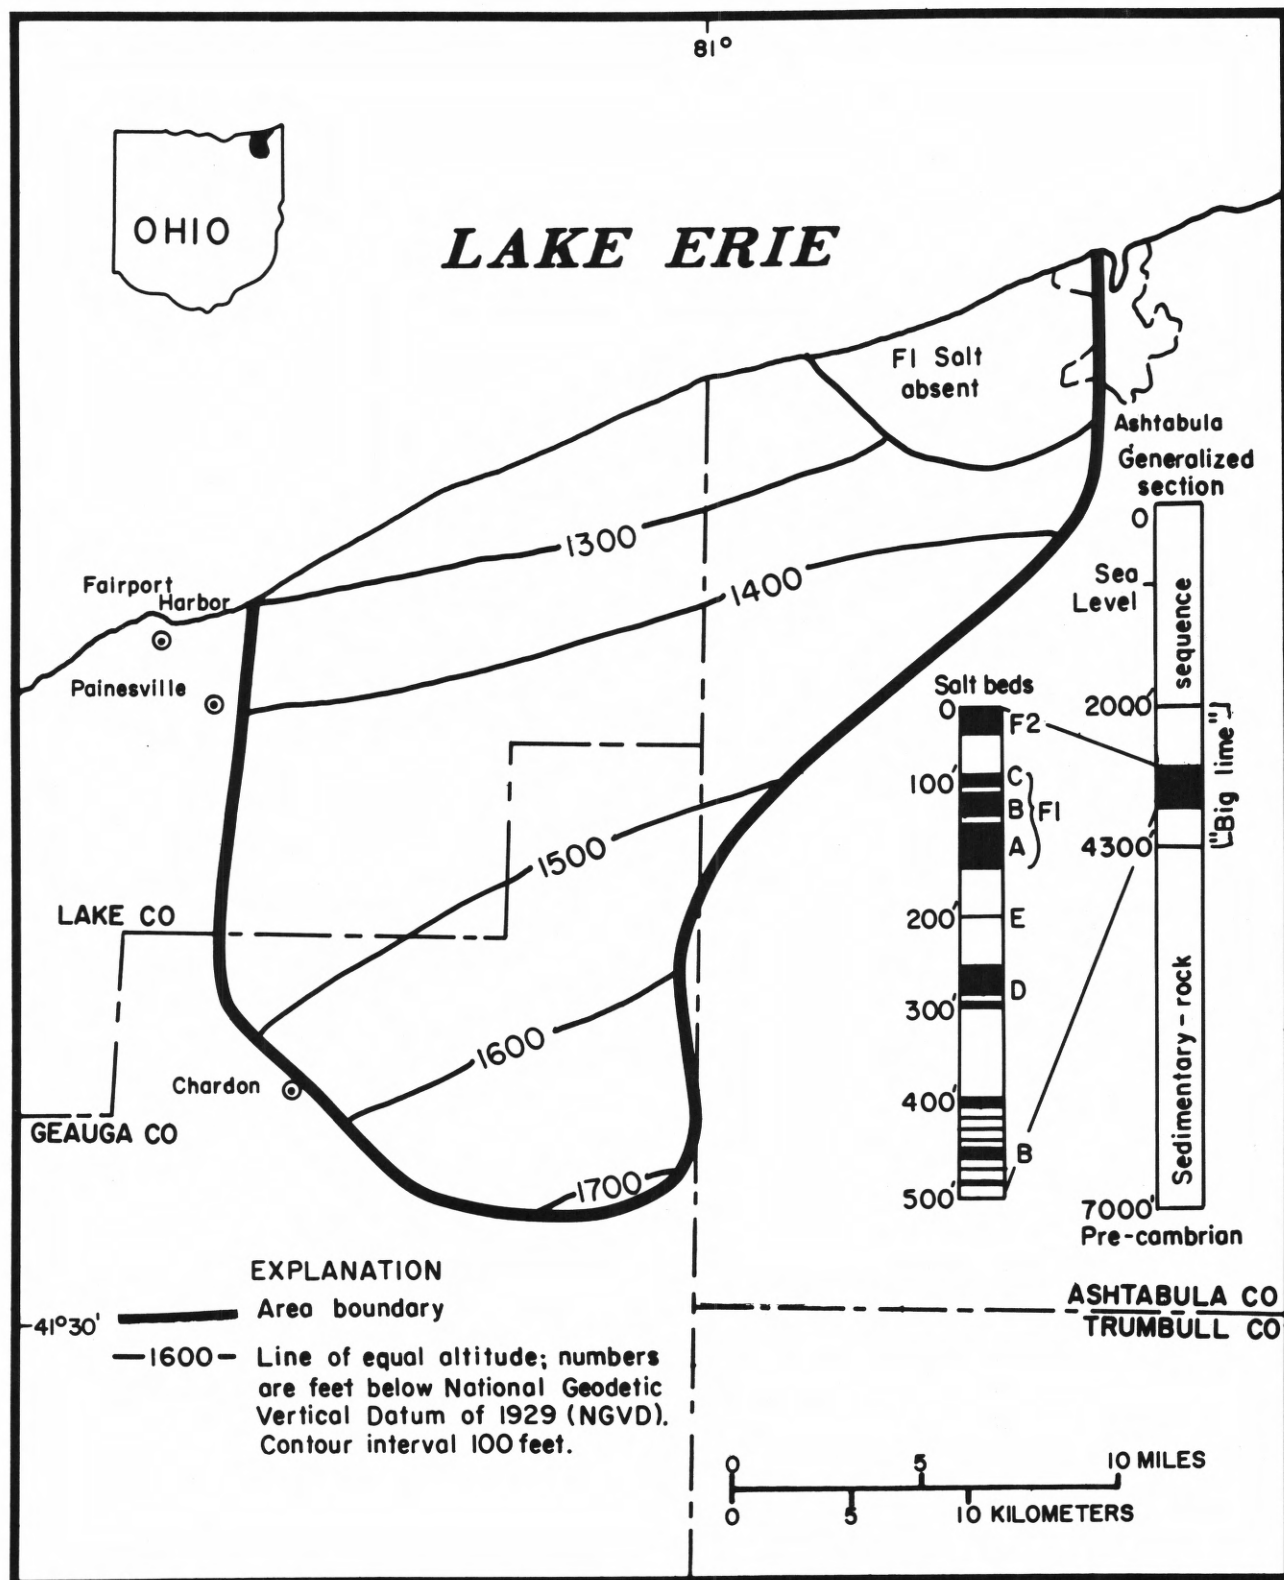 81°
OHIO
LAKE ERIE
F1 Salt
absent
Ashtabula
Generalized
section
0
Sea
Level
sequence
2000'
"Big lime"
4300'
Sedimentary-rock
7000'
Pre-cambrian
1300
1400
Fairport
Harbor
Painesville
Salt beds
0
F2
100'
C
B
F1
A
200'
E
D
300'
400'
B
500'
1500
LAKE CO
1600
Chardon
GEAUGA CO
1700
EXPLANATION
Area boundary
41°30'
1600
Line of equal altitude; numbers
are feet below National Geodetic
Vertical Datum of 1929 (NGVD).
Contour interval 100 feet.
ASHTABULA CO
TRUMBULL CO
0 5 10 MILES
0 5 10 KILOMETERS